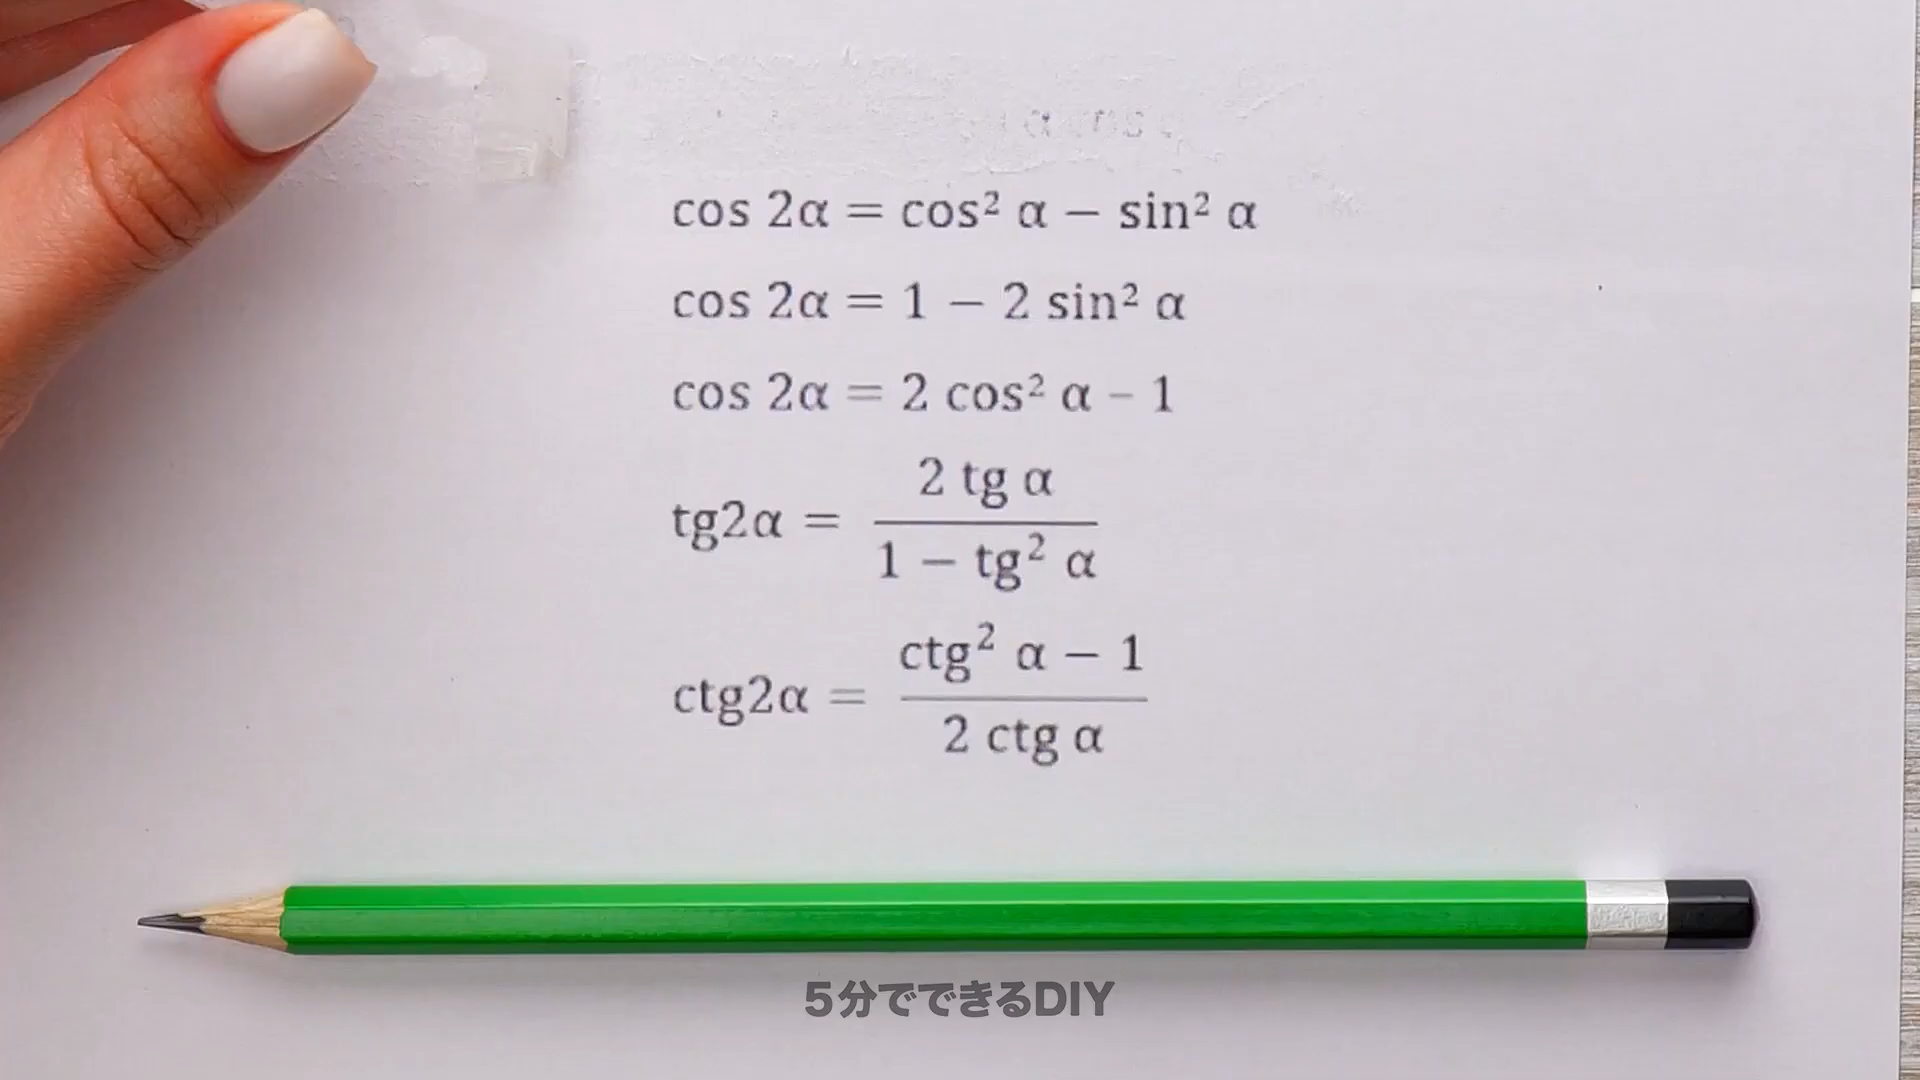 cos 2α = cos² α − sin² α
cos 2α = 1 − 2 sin² α
cos 2α = 2 cos² α - 1
tg2α = 2 tg α / 1 − tg² α
ctg2α = ctg² α − 1 / 2 ctg α
5分でできるDIY